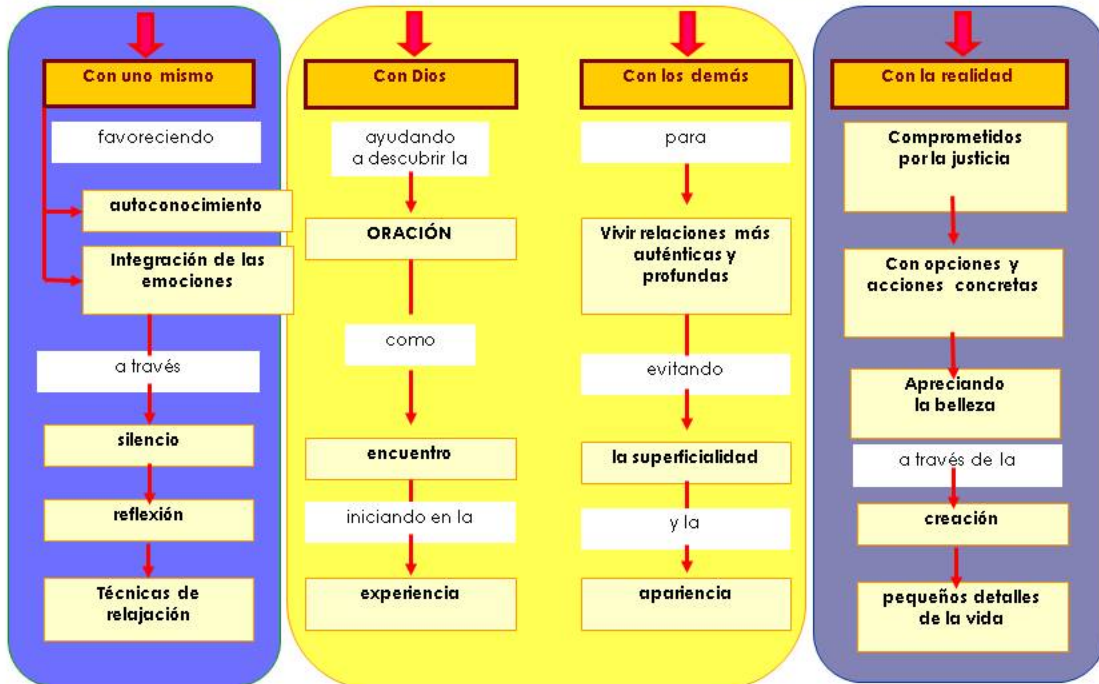 Con uno mismo
favoreciendo
autoconocimiento
Integración de las
emociones
a través
silencio
reflexión
Técnicas de
relajación
Con Dios
ayudando
a descubrir la
ORACIÓN
como
encuentro
iniciando en la
experiencia
Con los demás
para
Vivir relaciones más
auténticas y
profundas
evitando
la superficialidad
y la
apariencia
Con la realidad
Comprometidos
por la justicia
Con opciones y
acciones concretas
Apreciando
la belleza
a través de la
creación
pequeños detalles
de la vida